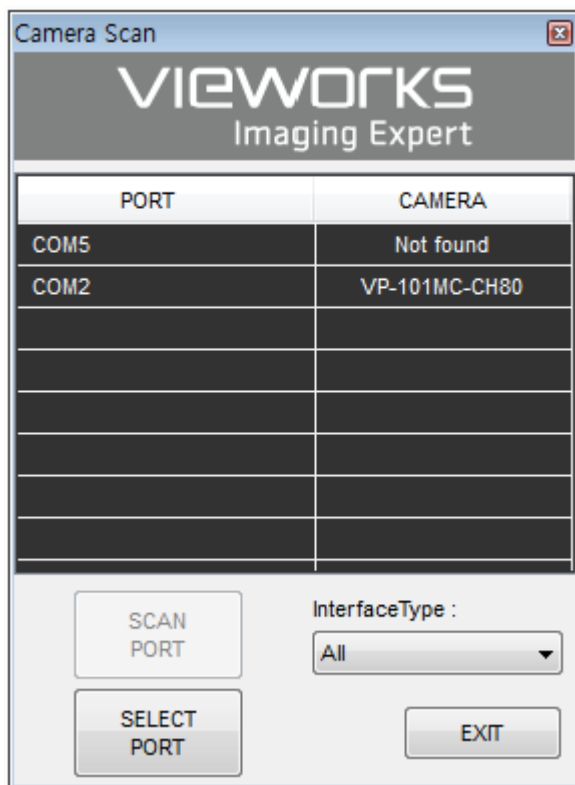 Camera Scan
vieworks
Imaging Expert
PORT CAMERA
COM5 Not found
COM2 VP-101MC-CH80
SCAN
PORT
InterfaceType :
All
SELECT
PORT
EXIT